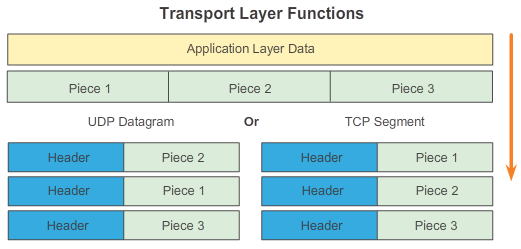 Transport Layer Functions
Application Layer Data
Piece 1 Piece 2 Piece 3
UDP Datagram Or TCP Segment
Header Piece 2 Header Piece 1
Header Piece 1 Header Piece 2
Header Piece 3 Header Piece 3